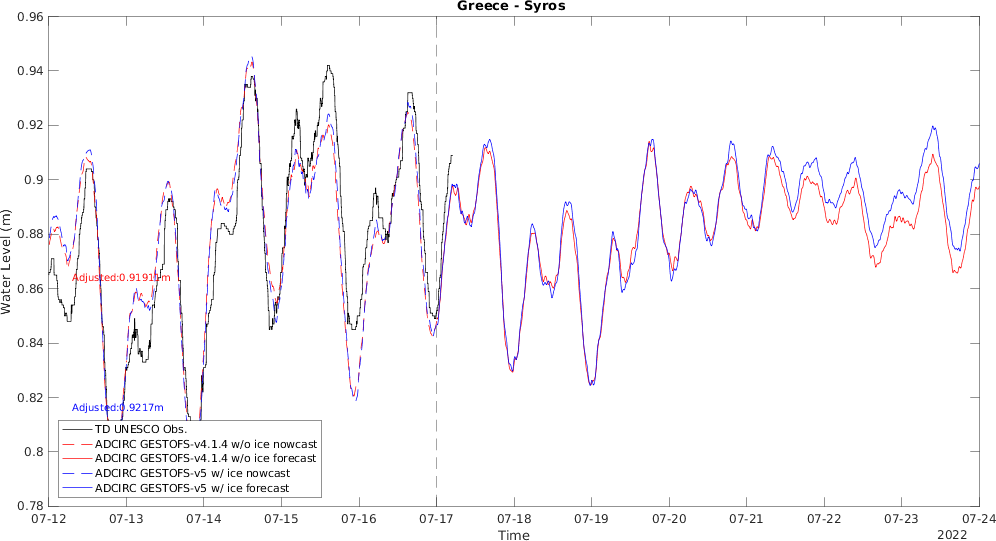 Greece - Syros
0.96
0.94
0.92
0.9
0.88
0.86
0.84
0.82
0.8
0.78
Water Level (m)
Adjusted:0.91911m
Adjusted:0.9217m
TD UNESCO Obs.
ADCIRC GESTOFS-v4.1.4 w/o ice nowcast
ADCIRC GESTOFS-v4.1.4 w/o ice forecast
ADCIRC GESTOFS-v5 w/ ice nowcast
ADCIRC GESTOFS-v5 w/ ice forecast
07-12 07-13 07-14 07-15 07-16 07-17 07-18 07-19 07-20 07-21 07-22 07-23 07-24
Time
2022